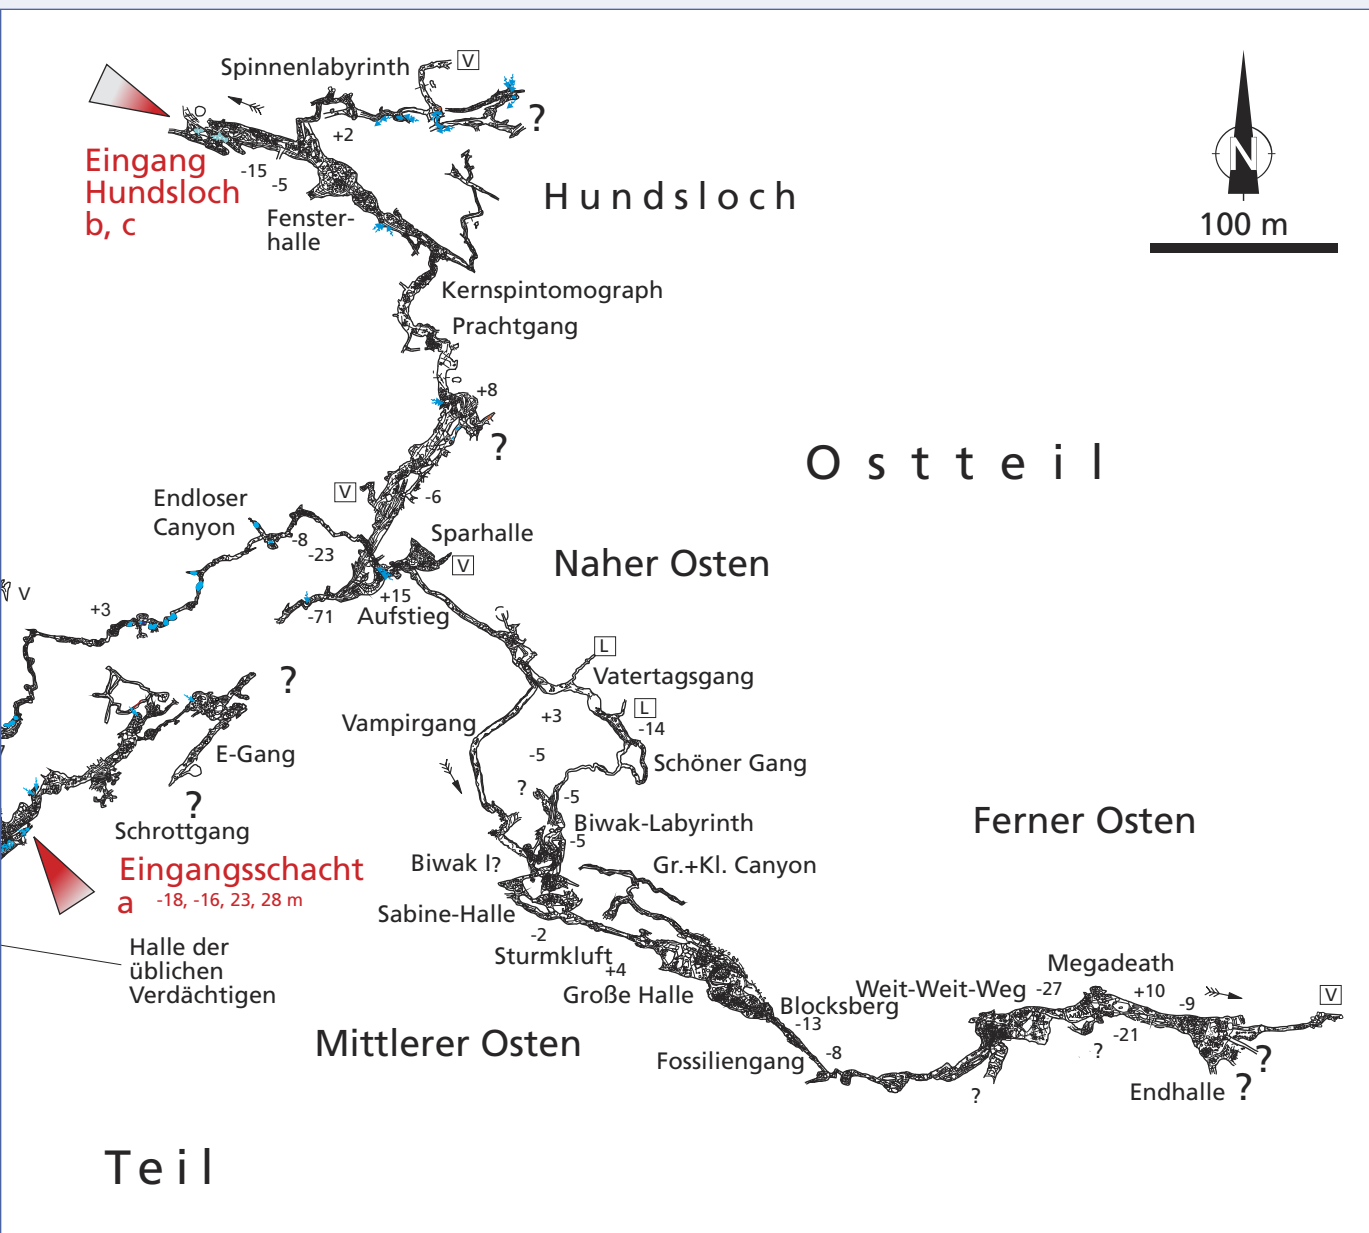 Spinnenlabyrinth
V
?
+2
Eingang
Hundsloch
b, c
-15
-5
Fenster-
halle
Hundsloch
N
100 m
Kernspintomograph
Prachtgang
+8
?
Ostteil
V
-6
Endloser
Canyon
-8
-23
Sparhalle
V
Naher Osten
V
+3
-71
+15
Aufstieg
L
Vatertagsgang
?
L
-14
Vampirgang
+3
-5
E-Gang
Schöner Gang
?
?
-5
Schrottgang
Biwak-Labyrinth
-5
Ferner Osten
Eingangsschacht
a -18, -16, 23, 28 m
Biwak I?
Gr.+Kl. Canyon
Sabine-Halle
-2
Halle der
üblichen
Verdächtigen
Sturmkluft
+4
Große Halle
Blocksberg
-13
Weit-Weit-Weg
-27
Megadeath
+10
-9
V
Mittlerer Osten
Fossiliengang
-8
-21
?
?
?
Endhalle ?
Teil